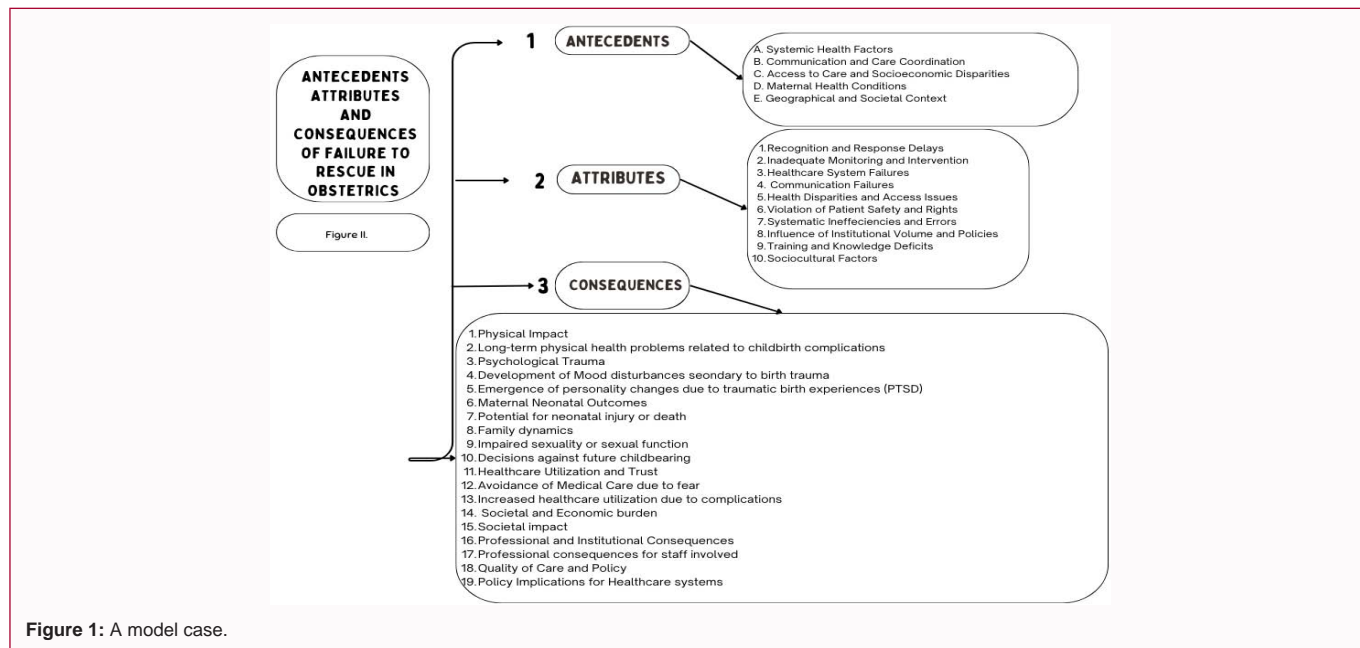 ANTECEDENTS
ATTRIBUTES
AND
CONSEQUENCES
OF FAILURE TO
RESCUE IN
OBSTETRICS
Figure II.
1 ANTECEDENTS
A. Systemic Health Factors
B. Communication and Care Coordination
C. Access to Care and Socioeconomic Disparities
D. Maternal Health Conditions
E. Geographical and Societal Context
2 ATTRIBUTES
1. Recognition and Response Delays
2. Inadequate Monitoring and Intervention
3. Healthcare System Failures
4. Communication Failures
5. Health Disparities and Access Issues
6. Violation of Patient Safety and Rights
7. Systematic Ineffeciencies and Errors
8. Influence of Institutional Volume and Policies
9. Training and Knowledge Deficits
10. Sociocultural Factors
3 CONSEQUENCES
1. Physical Impact
2. Long-term physical health problems related to childbirth complications
3. Psychological Trauma
4. Development of Mood disturbances seondary to birth trauma
5. Emergence of personality changes due to traumatic birth experiences (PTSD)
6. Maternal Neonatal Outcomes
7. Potential for neonatal injury or death
8. Family dynamics
9. Impaired sexuality or sexual function
10. Decisions against future childbearing
11. Healthcare Utilization and Trust
12. Avoidance of Medical Care due to fear
13. Increased healthcare utilization due to complications
14. Societal and Economic burden
15. Societal impact
16. Professional and Institutional Consequences
17. Professional consequences for staff involved
18. Quality of Care and Policy
19. Policy Implications for Healthcare systems
Figure 1: A model case.